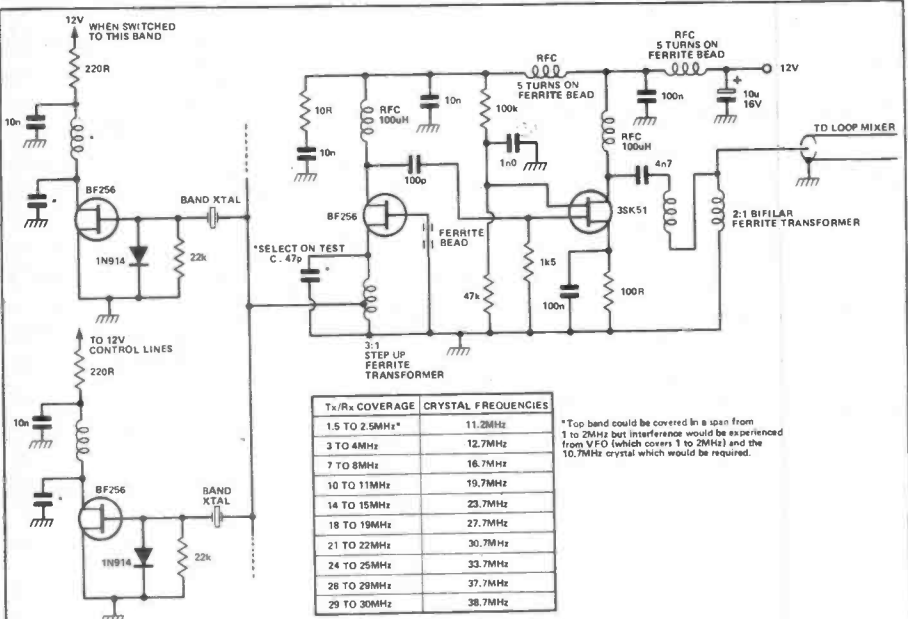 12V
WHEN SWITCHED
TO THIS BAND
220R
10n
*
*
BF256
BAND XTAL
1N914
22k
TO 12V
CONTROL LINES
220R
10n
*
BF256
BAND
XTAL
1N914
22k
10R
10n
RFC
100uH
10n
100p
BF256
*SELECT ON TEST
C. 47p
*
FERRITE
BEAD
3:1
STEP UP
FERRITE
TRANSFORMER
RFC
5 TURNS ON
FERRITE BEAD
100k
1n0
47k
1k5
3SK51
100n
100R
RFC
5 TURNS ON
FERRITE BEAD
12V
+
10u
16V
100n
RFC
100uH
4n7
TD LOOP MIXER
2:1 BIFILAR
FERRITE TRANSFORMER
Tx/Rx COVERAGE CRYSTAL FREQUENCIES
1.5 TO 2.5MHz* 11.2MHz
3 TO 4MHz 12.7MHz
7 TO 8MHz 16.7MHz
10 TO 11MHz 19.7MHz
14 TO 15MHz 23.7MHz
18 TO 19MHz 27.7MHz
21 TO 22MHz 30.7MHz
24 TO 25MHz 33.7MHz
28 TO 29MHz 37.7MHz
29 TO 30MHz 38.7MHz
*Top band could be covered in a span from
1 to 2MHz but interference would be experienced
from VFO (which covers 1 to 2MHz) and the
10.7MHz crystal which would be required.